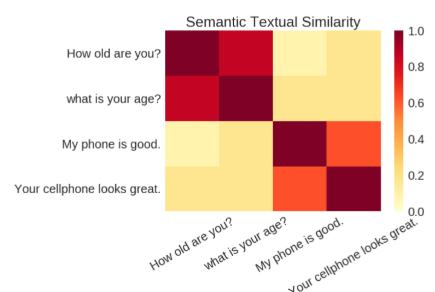 Semantic Textual Similarity
How old are you?
what is your age?
My phone is good.
Your cellphone looks great.
How old are you?
what is your age?
My phone is good.
Your cellphone looks great.
1.0
0.8
0.6
0.4
0.2
0.0